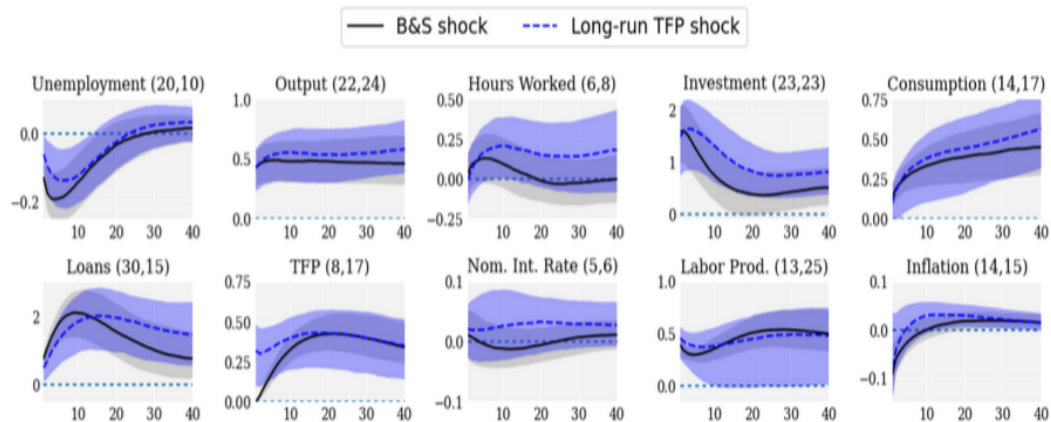 B&S shock Long-run TFP shock
Unemployment (20,10) Output (22,24) Hours Worked (6,8) Investment (23,23) Consumption (14,17)
0.0
−0.2
10 20 30 40
1.0
0.5
0.0
10 20 30 40
0.50
0.25
0.00
−0.25
10 20 30 40
2
1
0
10 20 30 40
0.75
0.50
0.25
0.00
10 20 30 40
Loans (30,15) TFP (8,17) Nom. Int. Rate (5,6) Labor Prod. (13,25) Inflation (14,15)
2
0
10 20 30 40
0.75
0.50
0.25
0.00
10 20 30 40
0.1
0.0
−0.1
10 20 30 40
1.0
0.5
0.0
10 20 30 40
0.1
0.0
−0.1
10 20 30 40